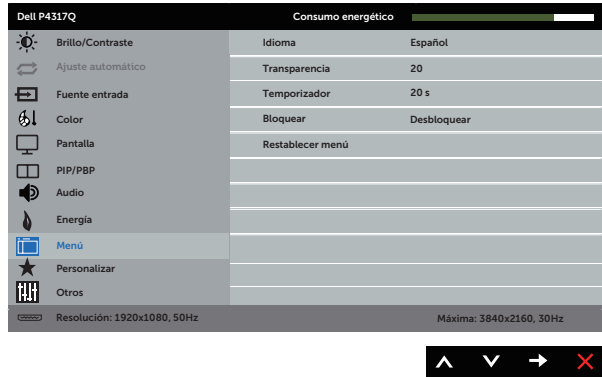 Dell P4317Q Consumo energético
Brillo/Contraste Idioma Español
Ajuste automático Transparencia 20
Fuente entrada Temporizador 20 s
Color Bloquear Desbloquear
Pantalla Restablecer menú
PIP/PBP
Audio
Energía
Menú
Personalizar
Otros
Resolución: 1920x1080, 50Hz Máxima: 3840x2160, 30Hz